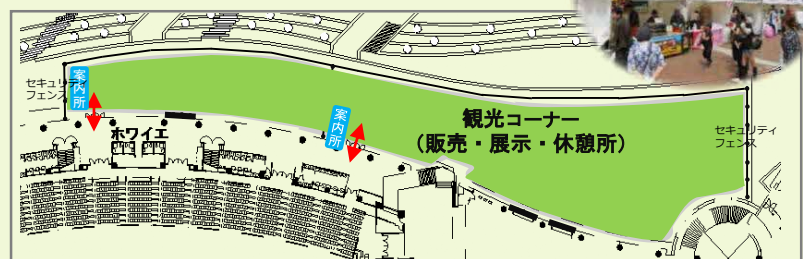 セキュリティ
フェンス
案内所
ホワイエ
案内所
観光コーナー
（販売・展示・休憩所）
セキュリティ
フェンス